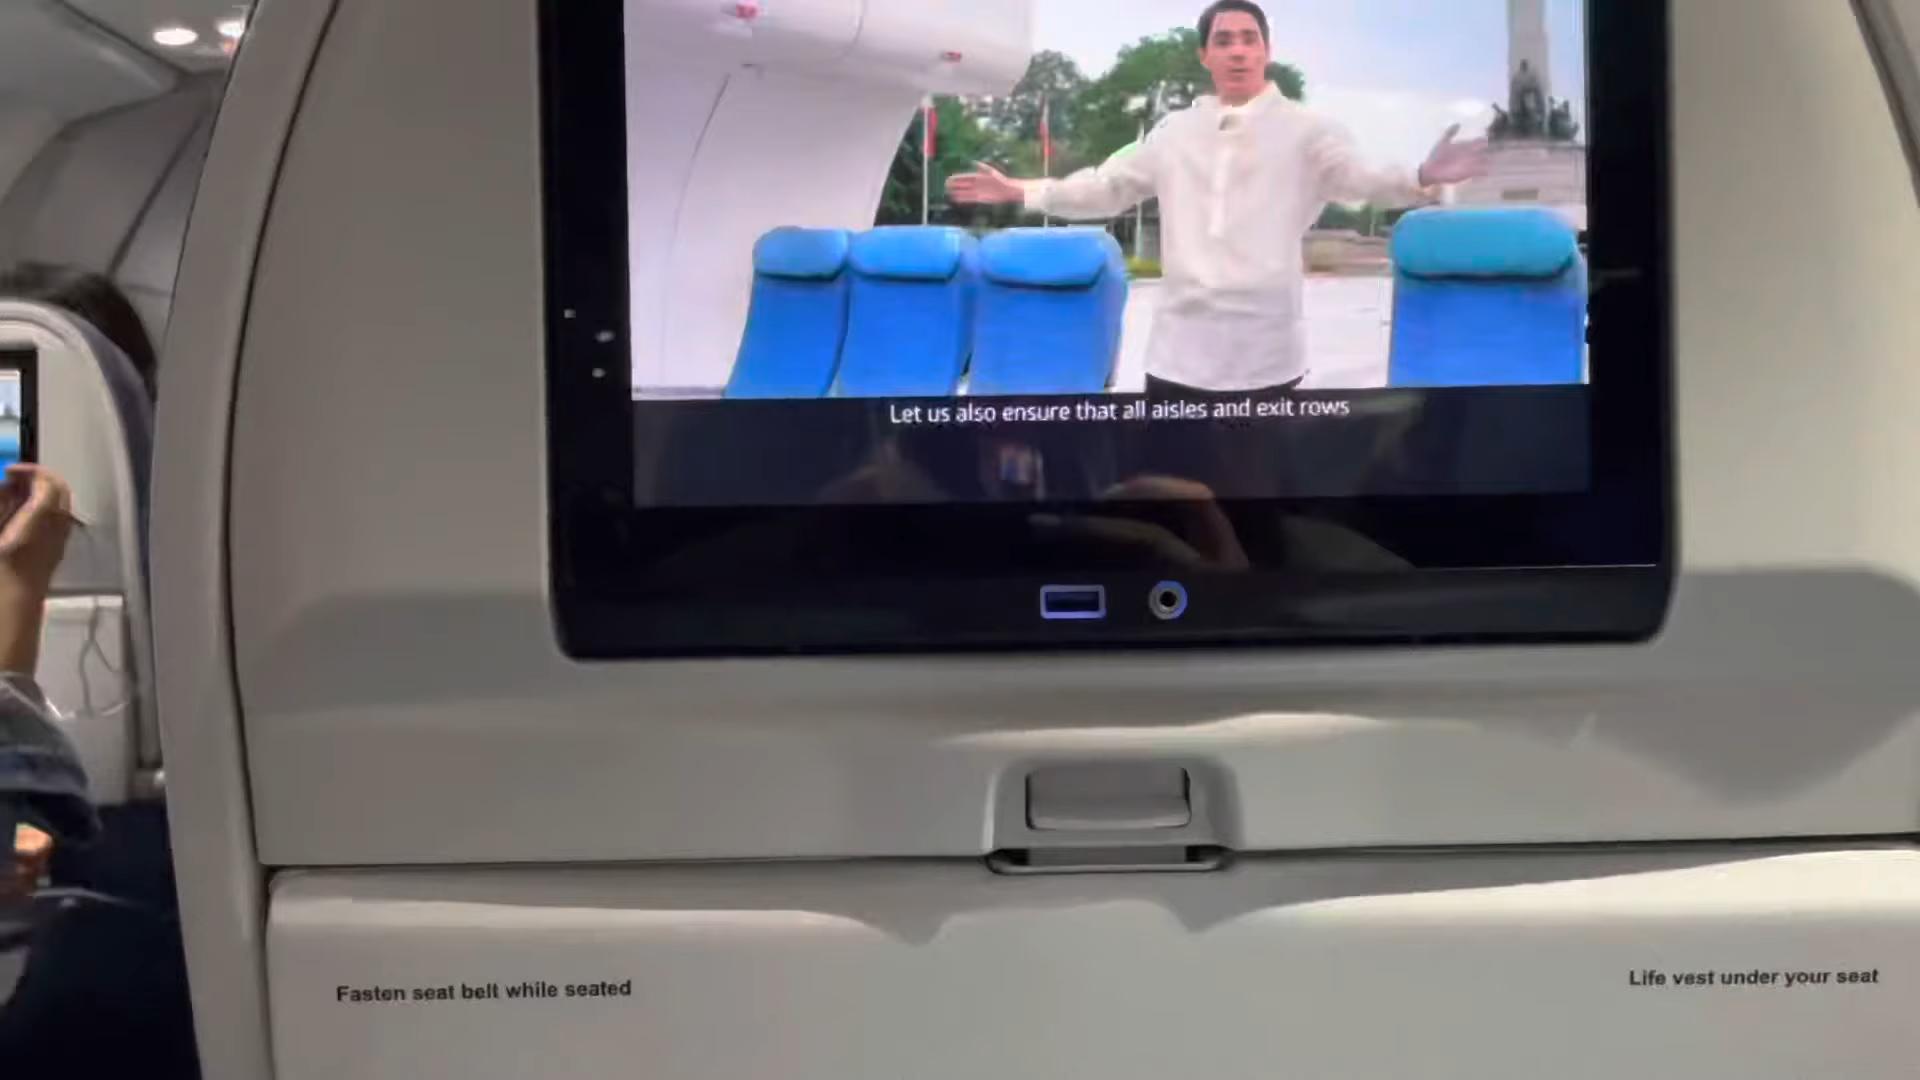 Let us also ensure that all aisles and exit rows
Fasten seat belt while seated
Life vest under your seat